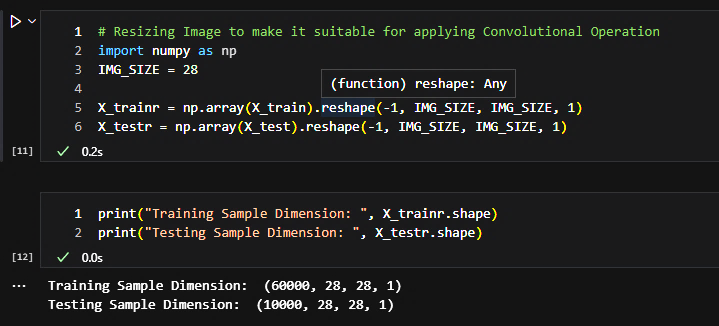 1 # Resizing Image to make it suitable for applying Convolutional Operation
2 import numpy as np
3 IMG_SIZE = 28
(function) reshape: Any
4
5 X_trainr = np.array(X_train).reshape(-1, IMG_SIZE, IMG_SIZE, 1)
6 X_testr = np.array(X_test).reshape(-1, IMG_SIZE, IMG_SIZE, 1)
[11] ✓ 0.2s
1 print("Training Sample Dimension: ", X_trainr.shape)
2 print("Testing Sample Dimension: ", X_testr.shape)
[12] ✓ 0.0s
... Training Sample Dimension:  (60000, 28, 28, 1)
Testing Sample Dimension:  (10000, 28, 28, 1)